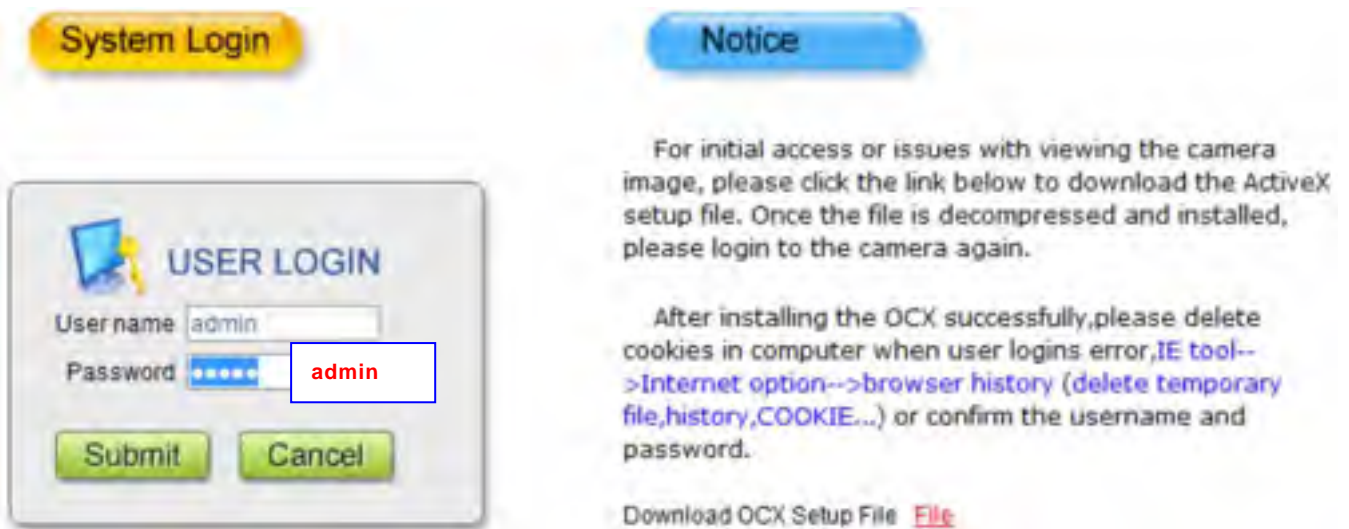 System Login
USER LOGIN
User name admin
Password •••••
admin
Submit Cancel
Notice
For initial access or issues with viewing the camera
image, please click the link below to download the ActiveX
setup file. Once the file is decompressed and installed,
please login to the camera again.
After installing the OCX successfully,please delete
cookies in computer when user logins error,IE tool--
>Internet option-->browser history (delete temporary
file,history,COOKIE...) or confirm the username and
password.
Download OCX Setup File File